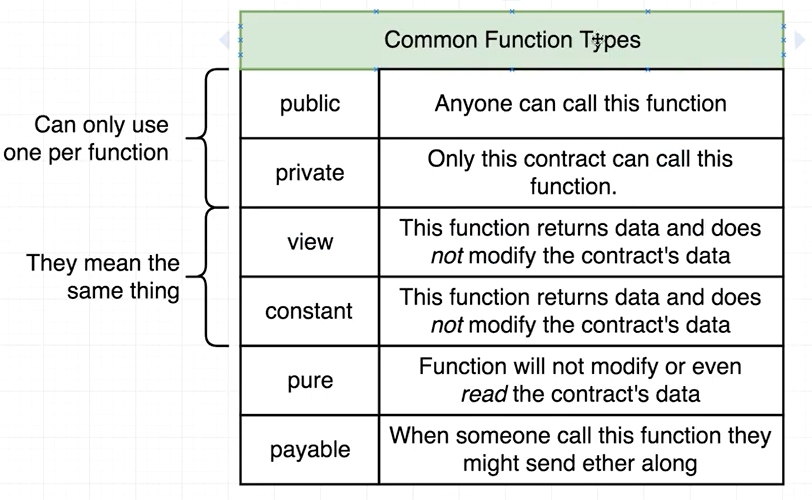 Common Function Types
Can only use
one per function
public
Anyone can call this function
private
Only this contract can call this
function.
They mean the
same thing
view
This function returns data and does
not modify the contract's data
constant
This function returns data and does
not modify the contract's data
pure
Function will not modify or even
read the contract's data
payable
When someone call this function they
might send ether along